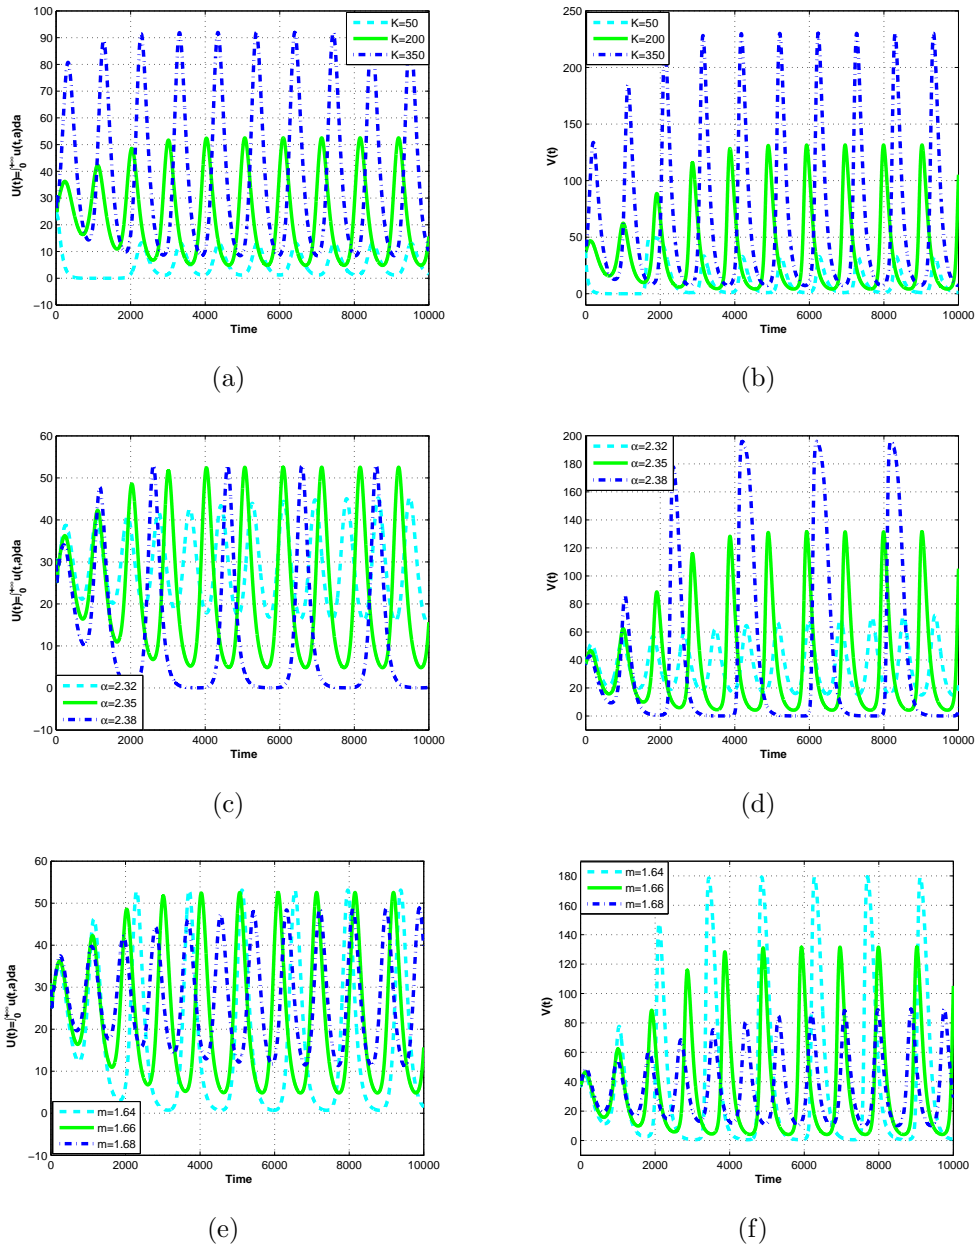 100
90
80
70
60
50
40
30
20
10
0
−10
0 2000 4000 6000 8000 10000
Time
U(t)=∫₀⁺∞ u(t,a)da
K=50
K=200
K=350
(a)
250
200
150
100
50
0
0 2000 4000 6000 8000 10000
Time
V(t)
K=50
K=200
K=350
(b)
60
50
40
30
20
10
0
−10
0 2000 4000 6000 8000 10000
Time
U(t)=∫₀⁺∞ u(t,a)da
α=2.32
α=2.35
α=2.38
(c)
200
180
160
140
120
100
80
60
40
20
0
0 2000 4000 6000 8000 10000
Time
V(t)
α=2.32
α=2.35
α=2.38
(d)
60
50
40
30
20
10
0
−10
0 2000 4000 6000 8000 10000
Time
U(t)=∫₀⁺∞ u(t,a)da
m=1.64
m=1.66
m=1.68
(e)
180
160
140
120
100
80
60
40
20
0
0 2000 4000 6000 8000 10000
Time
V(t)
m=1.64
m=1.66
m=1.68
(f)